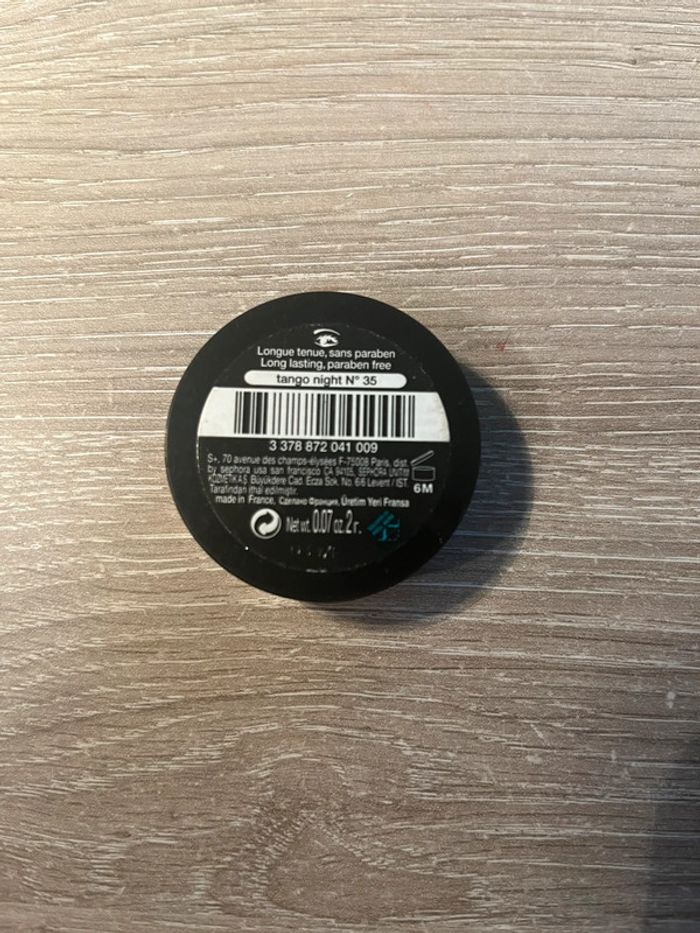 Longue tenue, sans paraben
Long lasting, paraben free
tango night N° 35
3 378 872 041 009
S+, 70 avenue des champs-élysées F-75008 Paris, dist.
by sephora usa san francisco CA 94105, SEPHORA UNITIM
KOZMETIK A.S Büyükdere Cad. Ecza Sok. No. 6 Levent / IST
Tarafından ithal edilmiştir.
6M
made in France, Сделано Франция, Üretim Yeri Fransa
Net wt. 0.07 oz. 2 г.